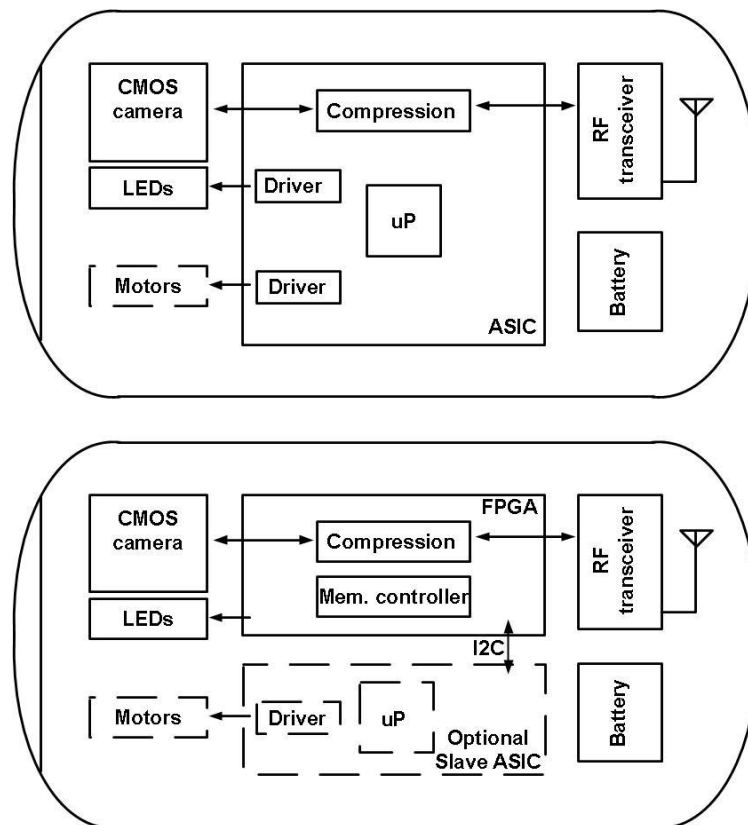 CMOS
camera
Compression
RF
transceiver
LEDs
Driver
uP
Motors
Driver
Battery
ASIC
CMOS
camera
FPGA
Compression
RF
transceiver
Mem. controller
LEDs
I2C
Motors
Driver
uP
Optional
Slave ASIC
Battery